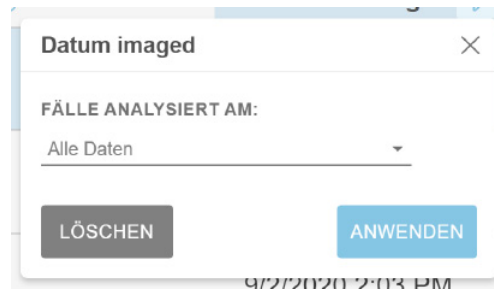 Datum imaged
FÄLLE ANALYSIERT AM:
Alle Daten
LÖSCHEN
ANWENDEN
9/2/2020 2:03 PM